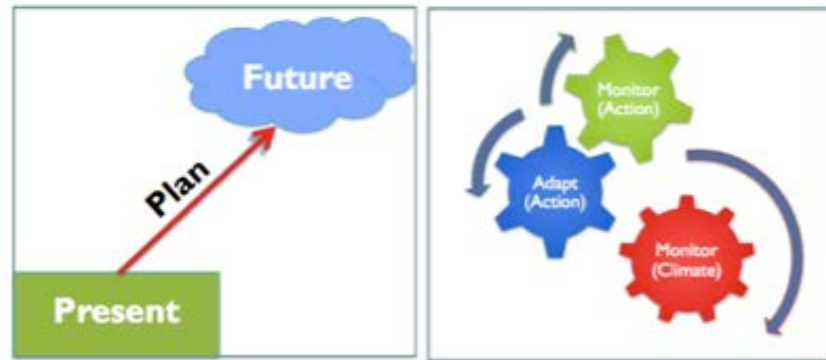 Future
Plan
Present
Monitor
(Action)
Adapt
(Action)
Monitor
(Climate)